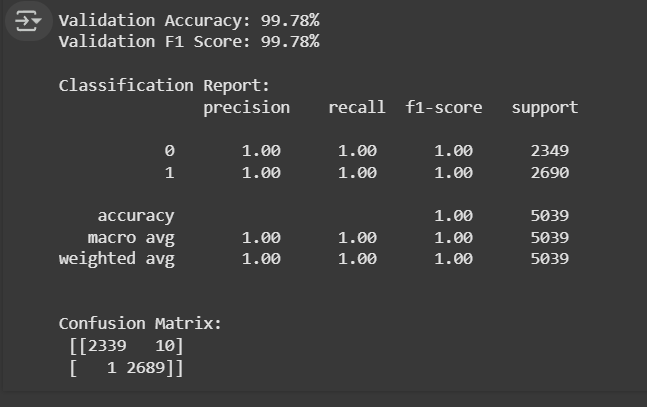 Validation Accuracy: 99.78%
Validation F1 Score: 99.78%
Classification Report:
precision recall f1-score support
0 1.00 1.00 1.00 2349
1 1.00 1.00 1.00 2690
accuracy 1.00 5039
macro avg 1.00 1.00 1.00 5039
weighted avg 1.00 1.00 1.00 5039
Confusion Matrix:
[[2339 10]
[ 1 2689]]